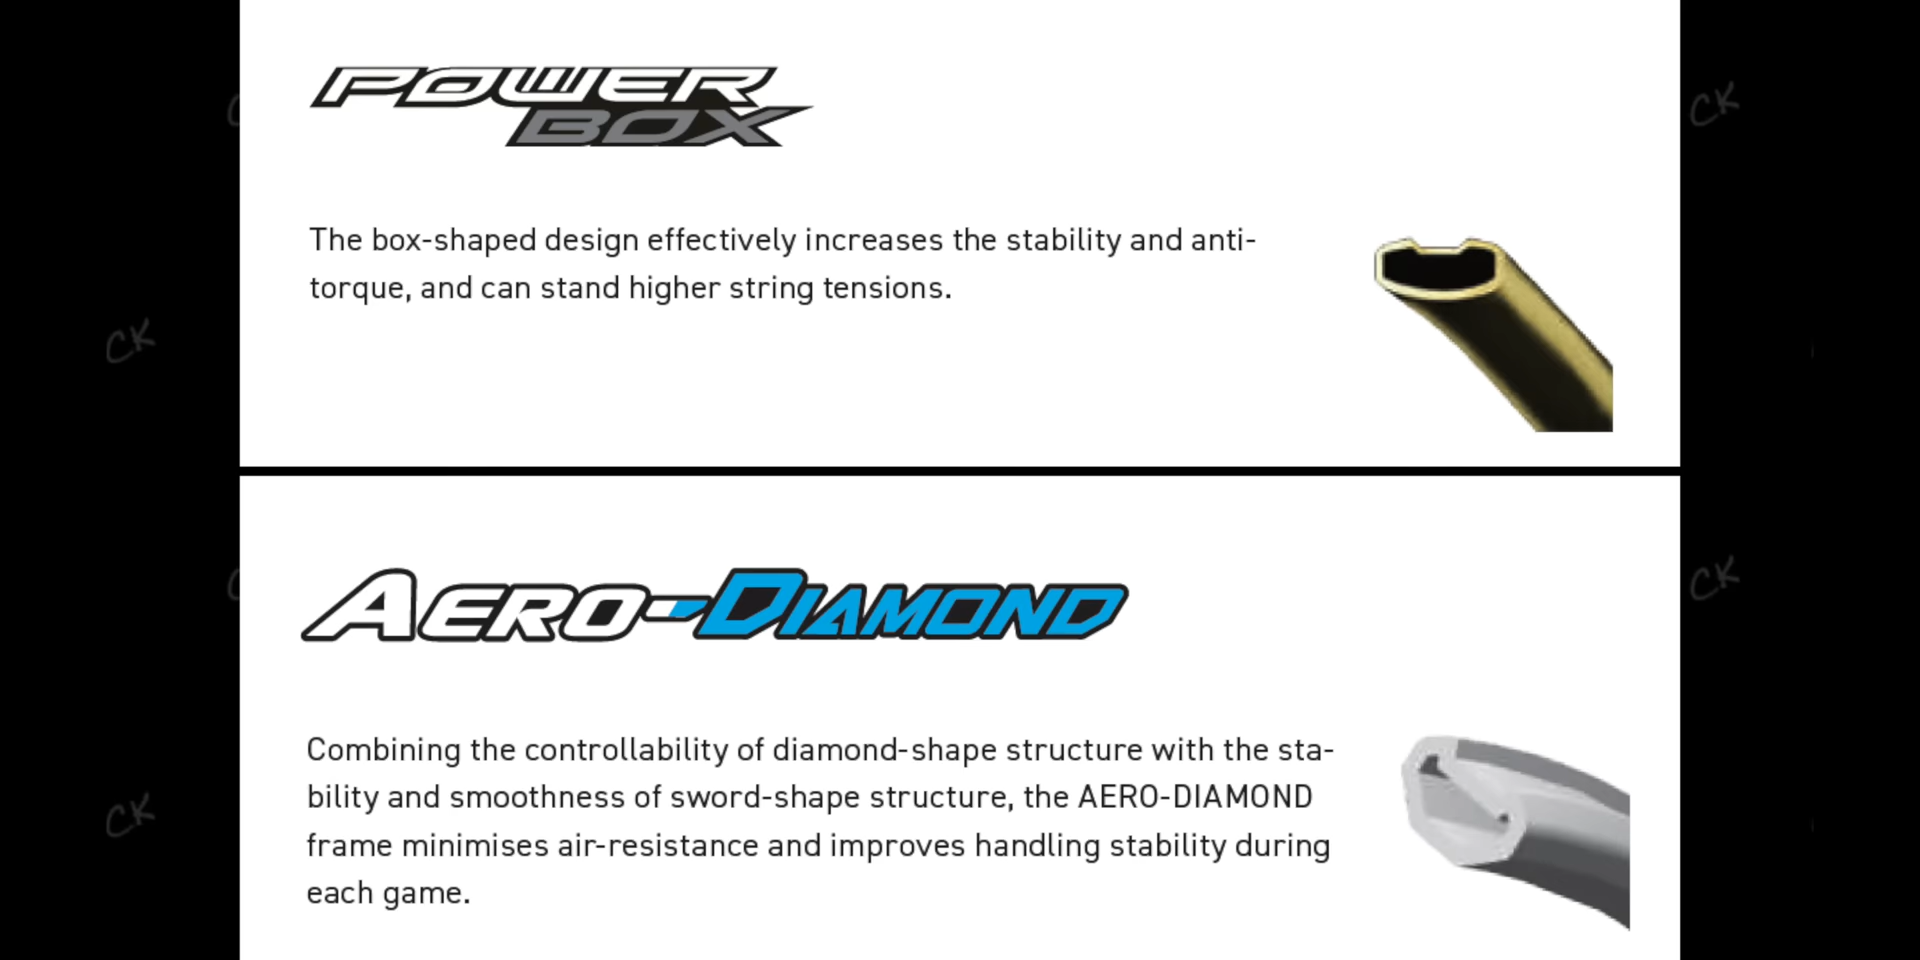 POWER
BOX
The box-shaped design effectively increases the stability and anti-
torque, and can stand higher string tensions.
AERO-DIAMOND
Combining the controllability of diamond-shape structure with the sta-
bility and smoothness of sword-shape structure, the AERO-DIAMOND
frame minimises air-resistance and improves handling stability during
each game.
CK
CK
CK
CK